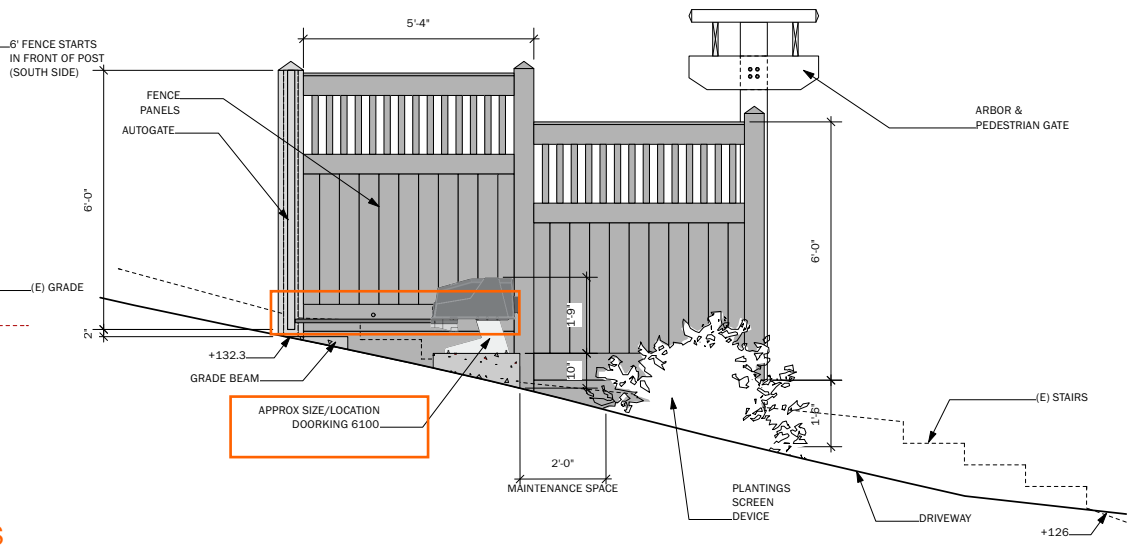 5'-4"
6' FENCE STARTS
IN FRONT OF POST
(SOUTH SIDE)
FENCE
PANELS
AUTOGATE
ARBOR &
PEDESTRIAN GATE
6'-0"
6'-0"
(E) GRADE
1'-9"
2"
+132.3
10"
GRADE BEAM
APPROX SIZE/LOCATION
DOORKING 6100
1'-6"
(E) STAIRS
2'-0"
MAINTENANCE SPACE
PLANTINGS
SCREEN
DEVICE
DRIVEWAY
+126
S